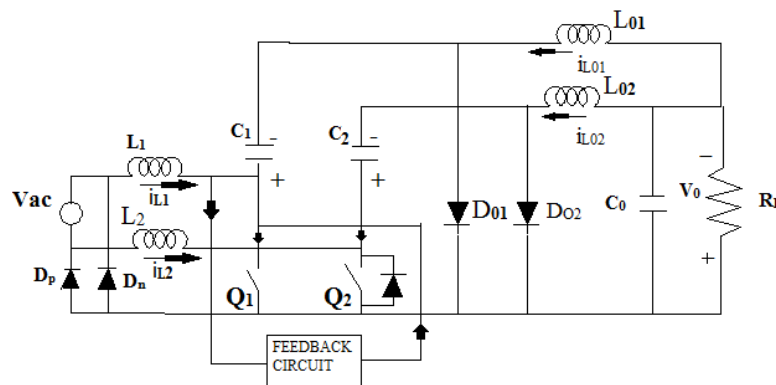 L01
iL01
L02
iL02
C1
-
+
C2
-
+
L1
iL1
Vac
L2
iL2
Dp
Dn
Q1
Q2
D01
DO2
C0
-
V0
+
FEEDBACK
CIRCUIT